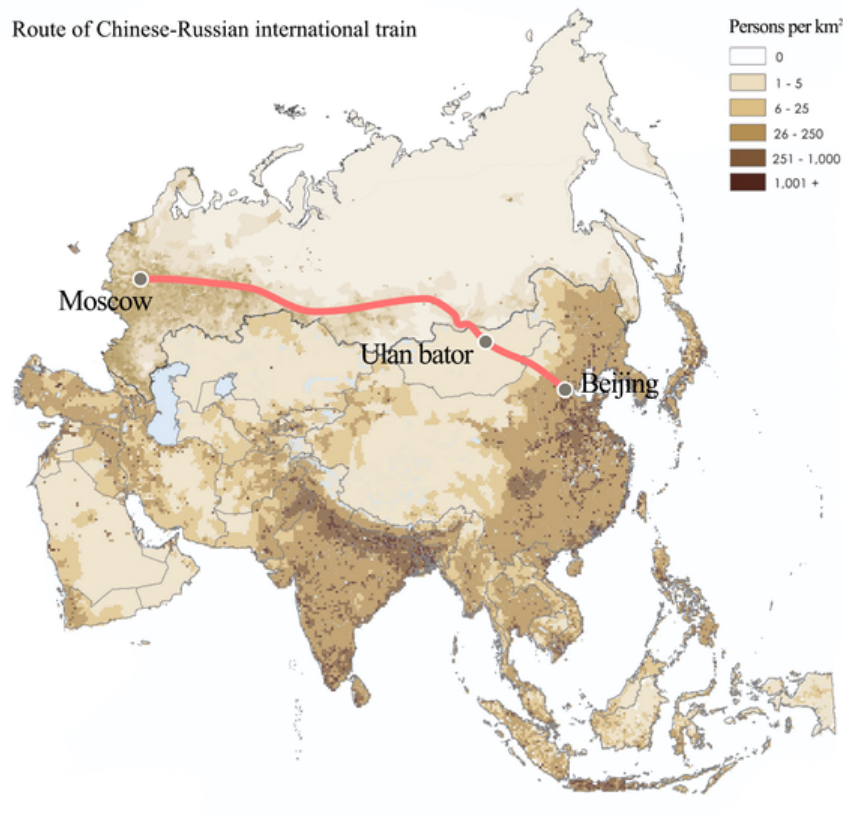 Route of Chinese-Russian international train
Persons per km²
0
1 - 5
6 - 25
26 - 250
251 - 1,000
1,001 +
Moscow
Ulan bator
Beijing